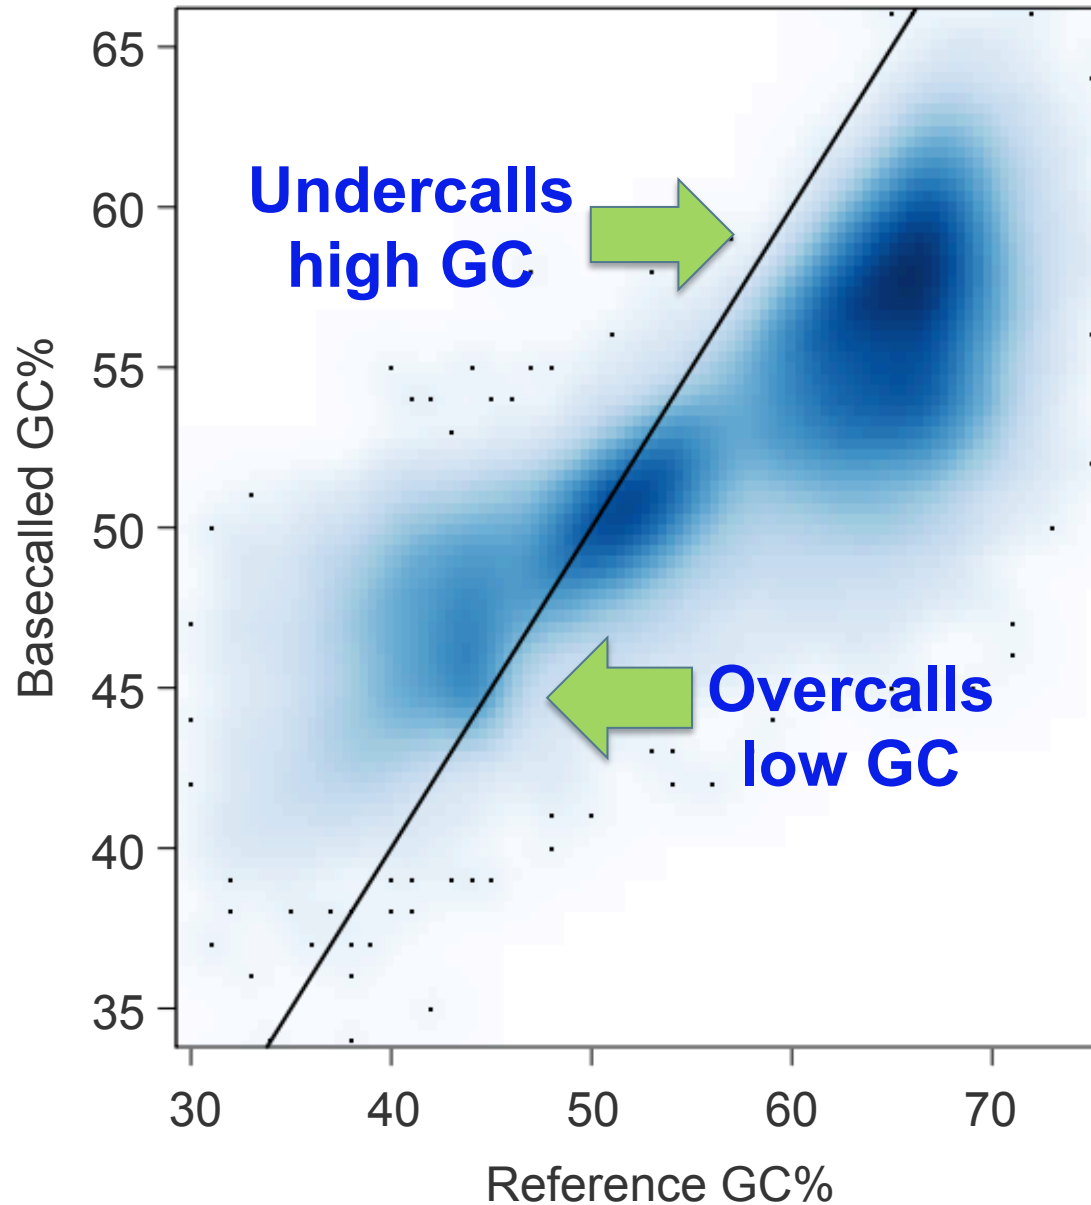 65
60
55
50
45
40
35
Basecalled GC%
Undercalls
high GC
Overcalls
low GC
30 40 50 60 70
Reference GC%